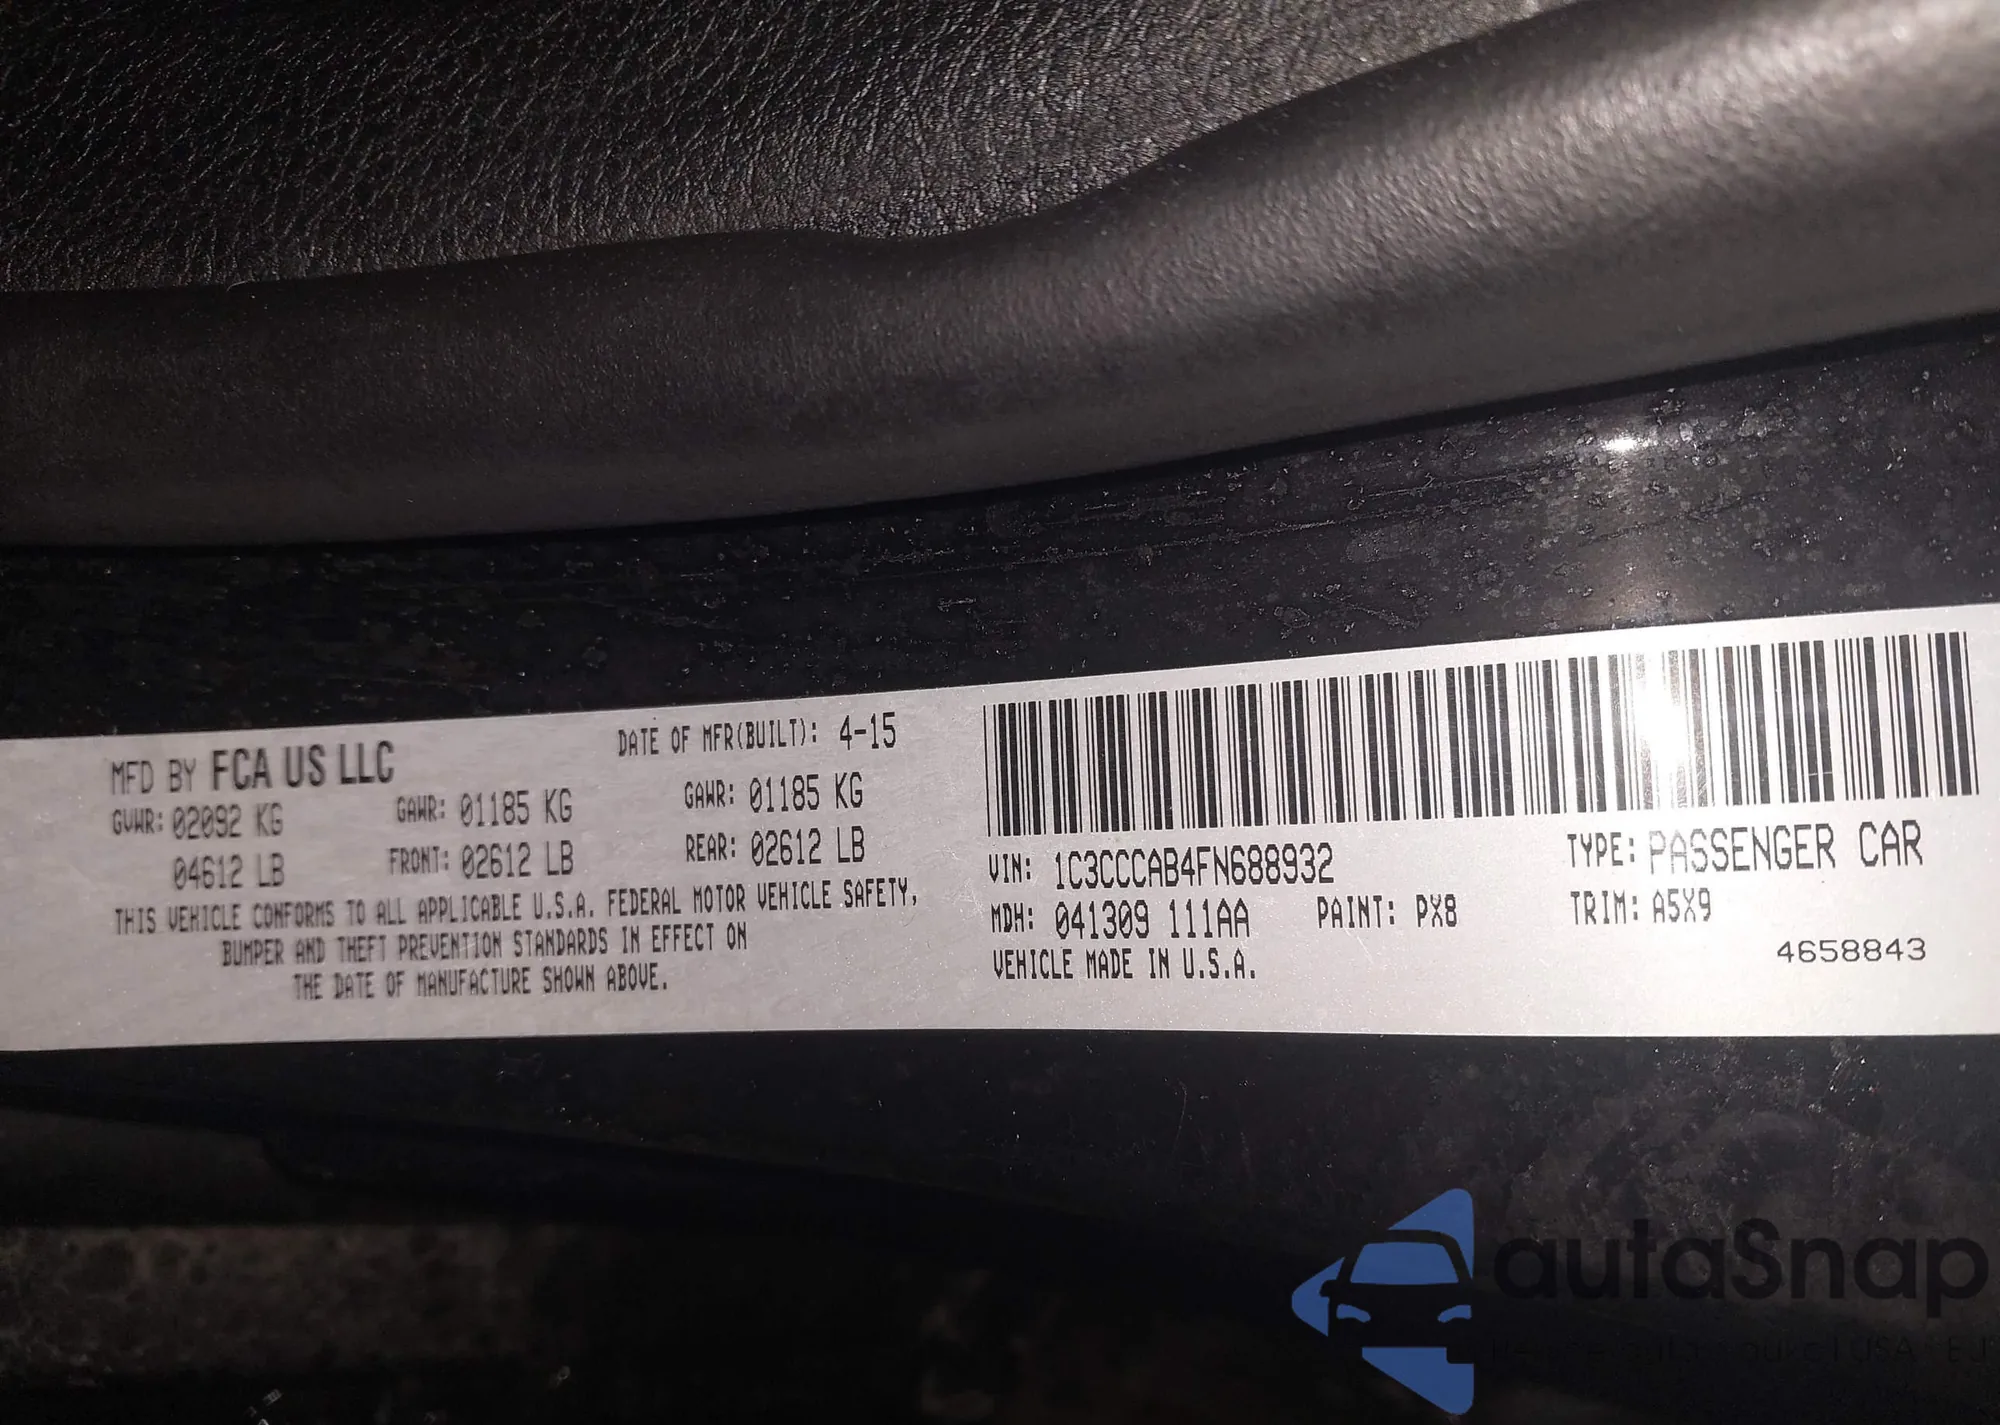 MFD BY FCA US LLC DATE OF MFR(BUILT): 4-15
GVWR: 02092 KG GAWR: 01185 KG GAWR: 01185 KG
04612 LB FRONT: 02612 LB REAR: 02612 LB
THIS VEHICLE CONFORMS TO ALL APPLICABLE U.S.A. FEDERAL MOTOR VEHICLE SAFETY,
BUMPER AND THEFT PREVENTION STANDARDS IN EFFECT ON
THE DATE OF MANUFACTURE SHOWN ABOVE.
VIN: 1C3CCCAB4FN688932 TYPE: PASSENGER CAR
MDH: 041309 111AA PAINT: PX8 TRIM: A5X9
VEHICLE MADE IN U.S.A. 4658843
autaSnap
USA